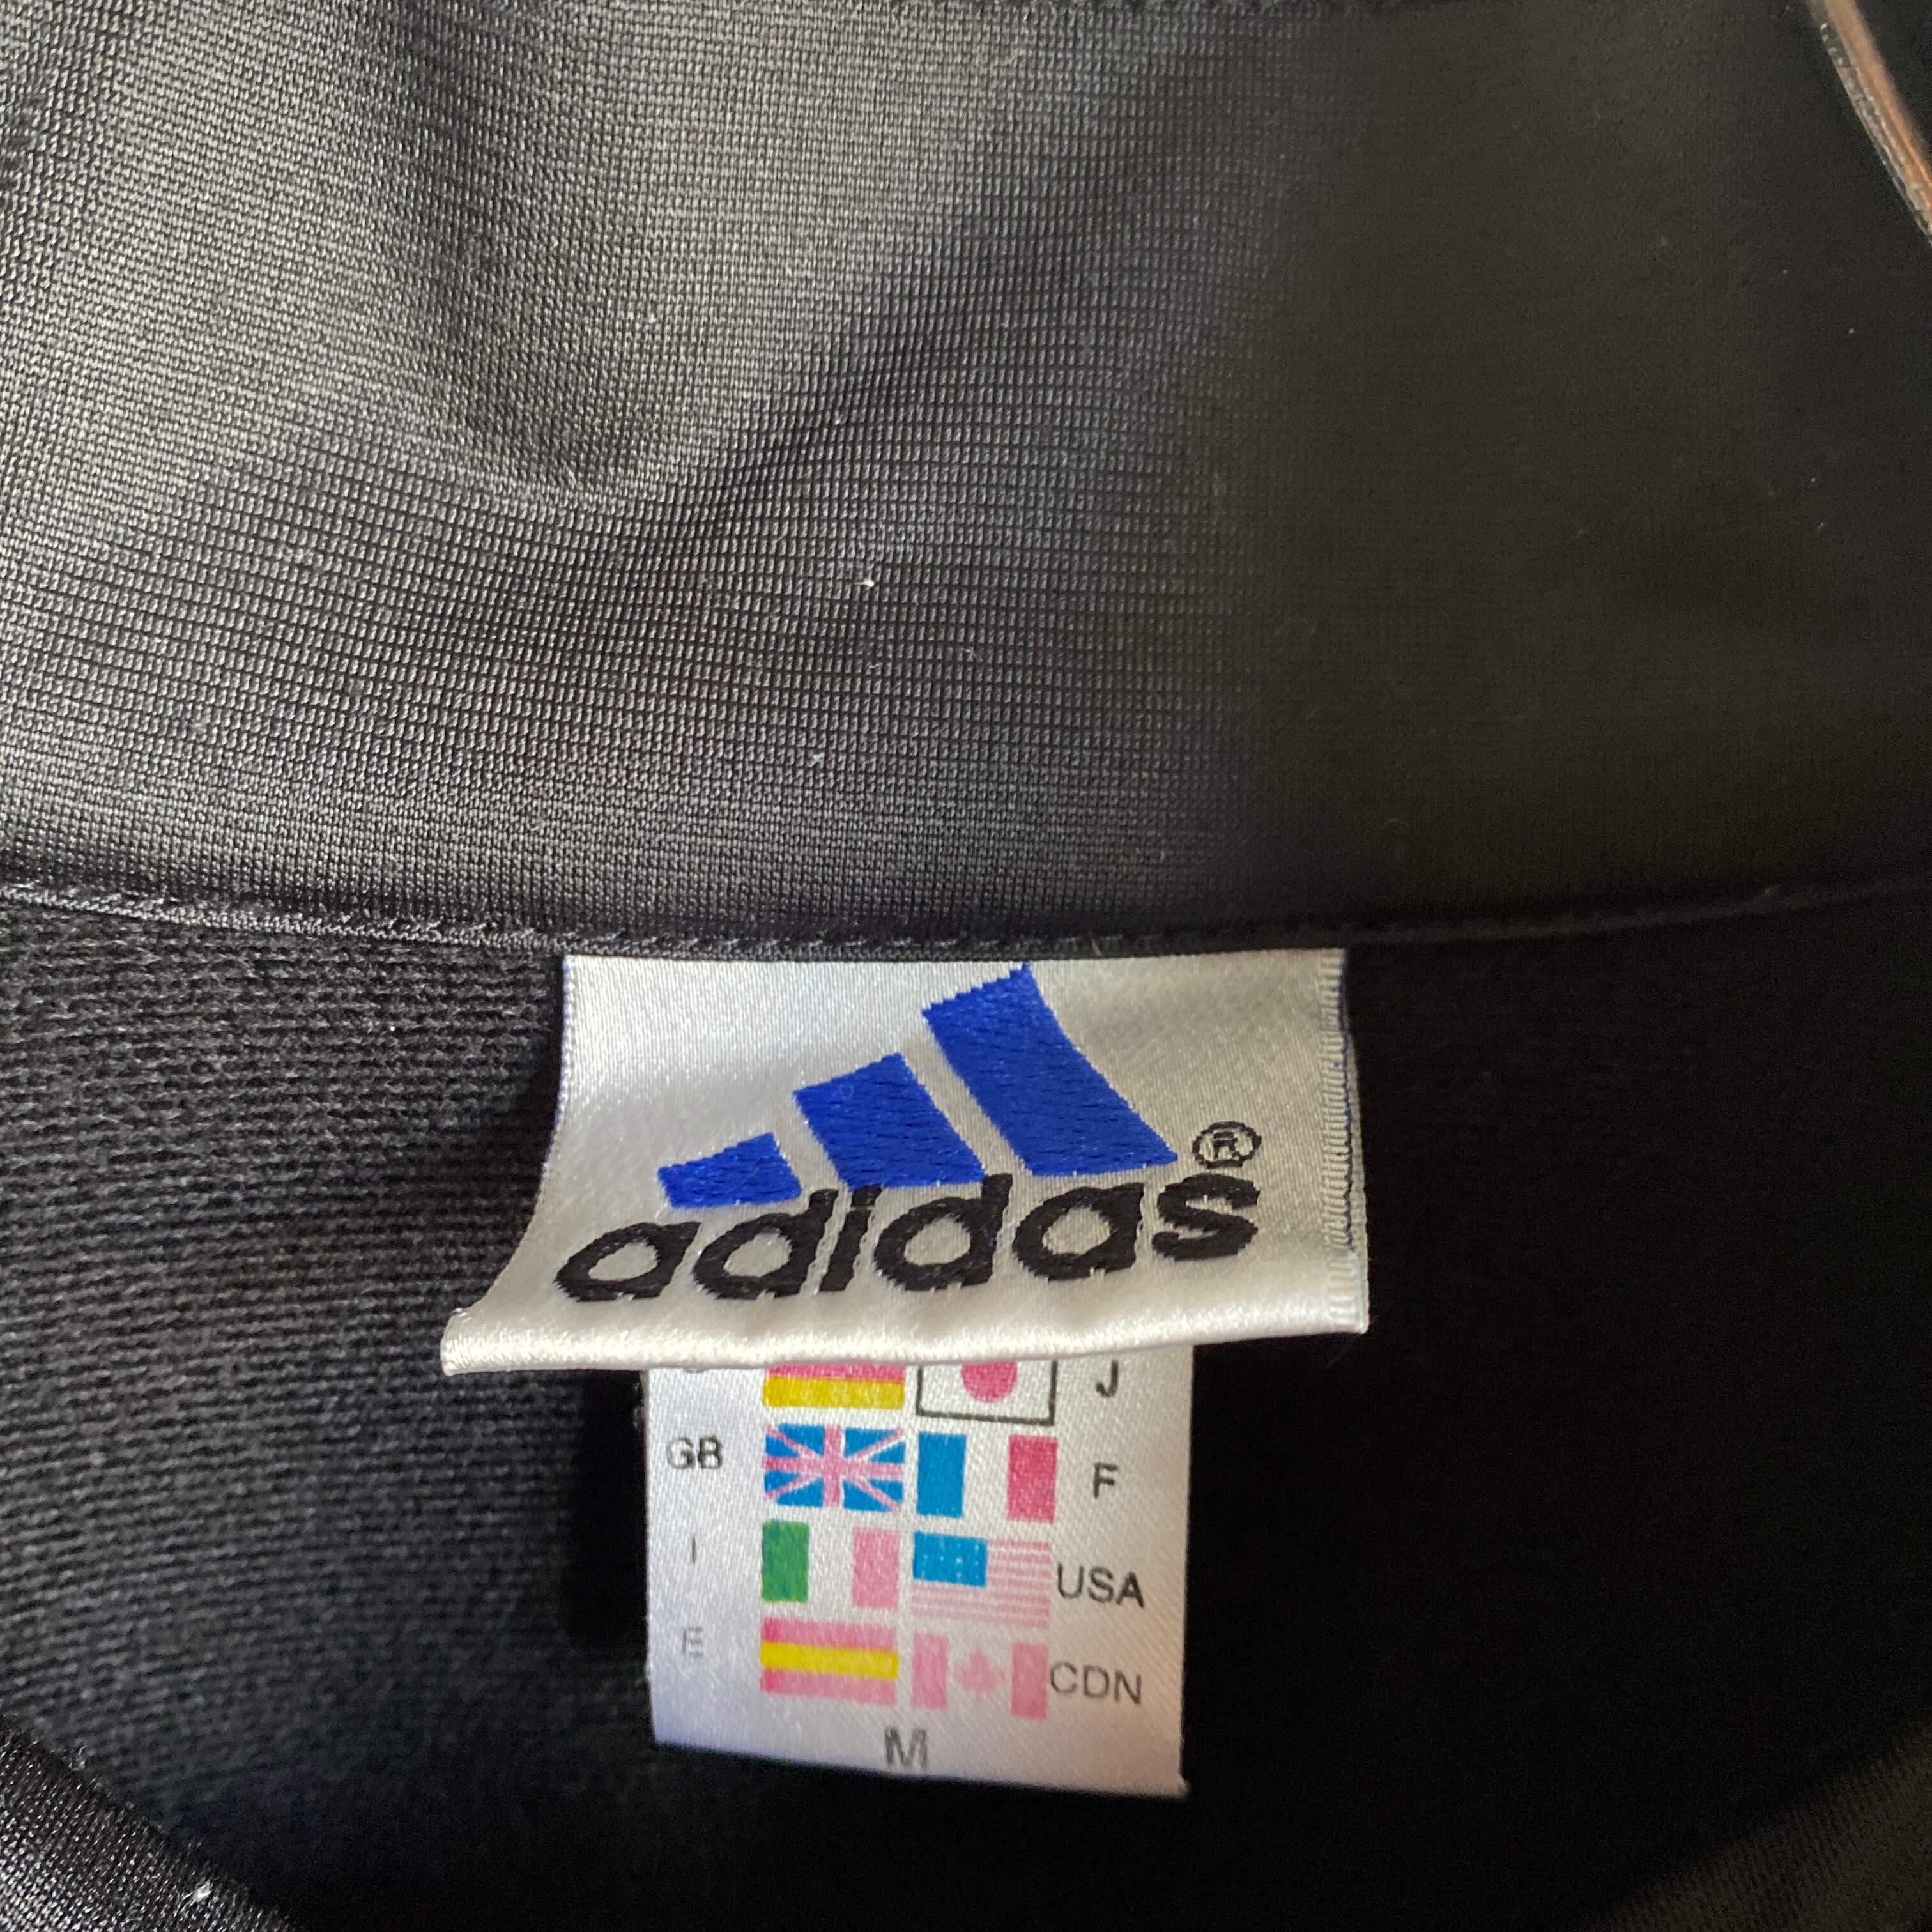 ®
adidas
J
GB F
I USA
E CDN
M